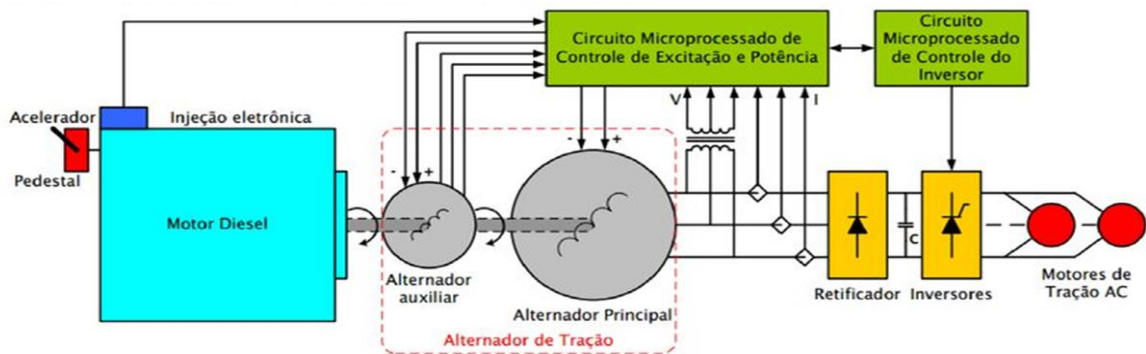 Circuito Microprocessado de
Controle de Excitação e Potência
Circuito
Microprocessado
de Controle do
Inversor
Acelerador
Injeção eletrônica
Pedestal
Motor Diesel
V
I
-
+
-
+
C
Alternador
auxiliar
Alternador Principal
Alternador de Tração
Retificador
Inversores
Motores de
Tração AC